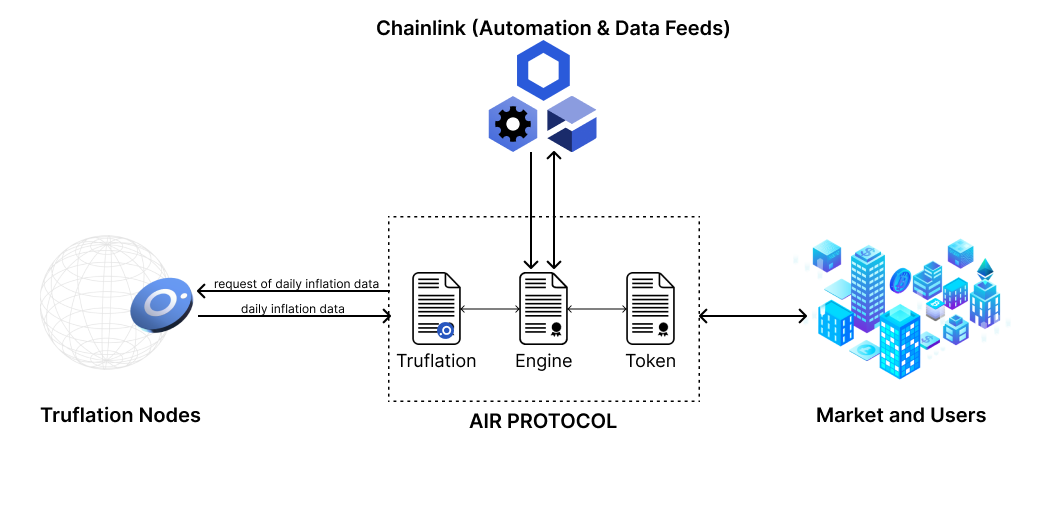 Chainlink (Automation & Data Feeds)
request of daily inflation data
daily inflation data
Truflation
Engine
Token
Truflation Nodes
AIR PROTOCOL
Market and Users